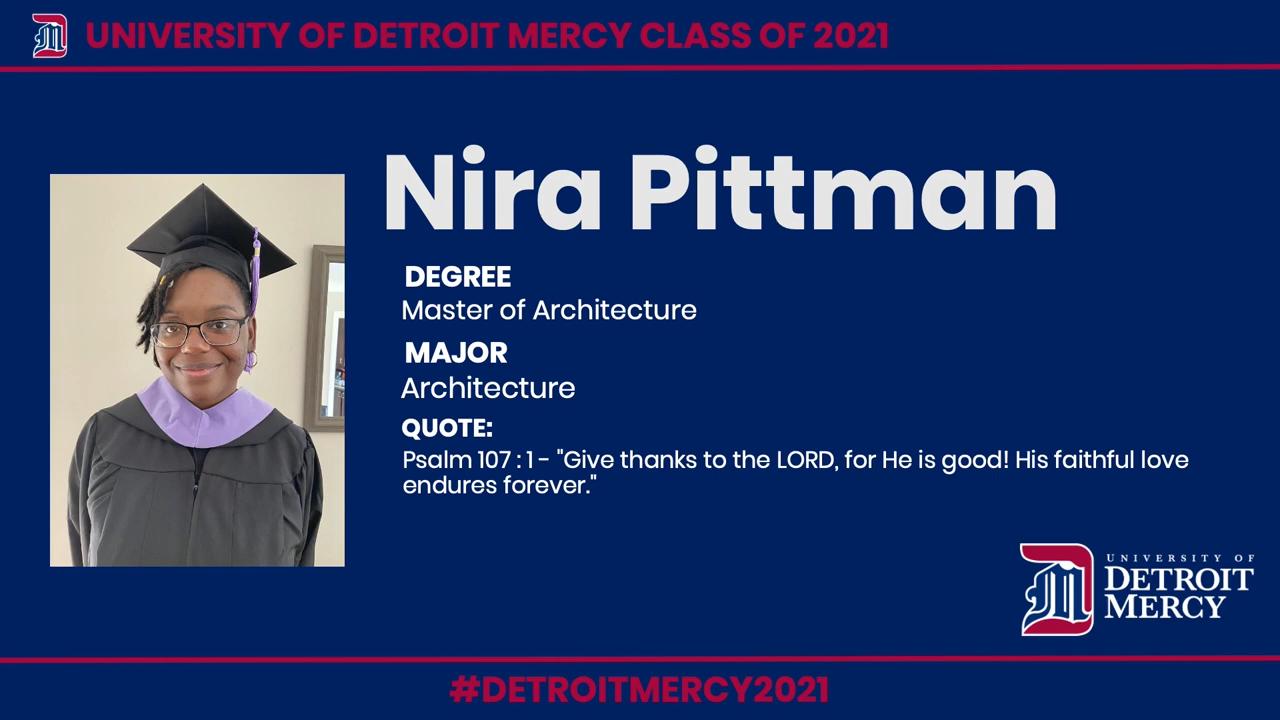 UNIVERSITY OF DETROIT MERCY CLASS OF 2021
Nira Pittman
DEGREE
Master of Architecture
MAJOR
Architecture
QUOTE:
Psalm 107 : 1 - "Give thanks to the LORD, for He is good! His faithful love
endures forever."
UNIVERSITY OF
DETROIT
MERCY
#DETROITMERCY2021